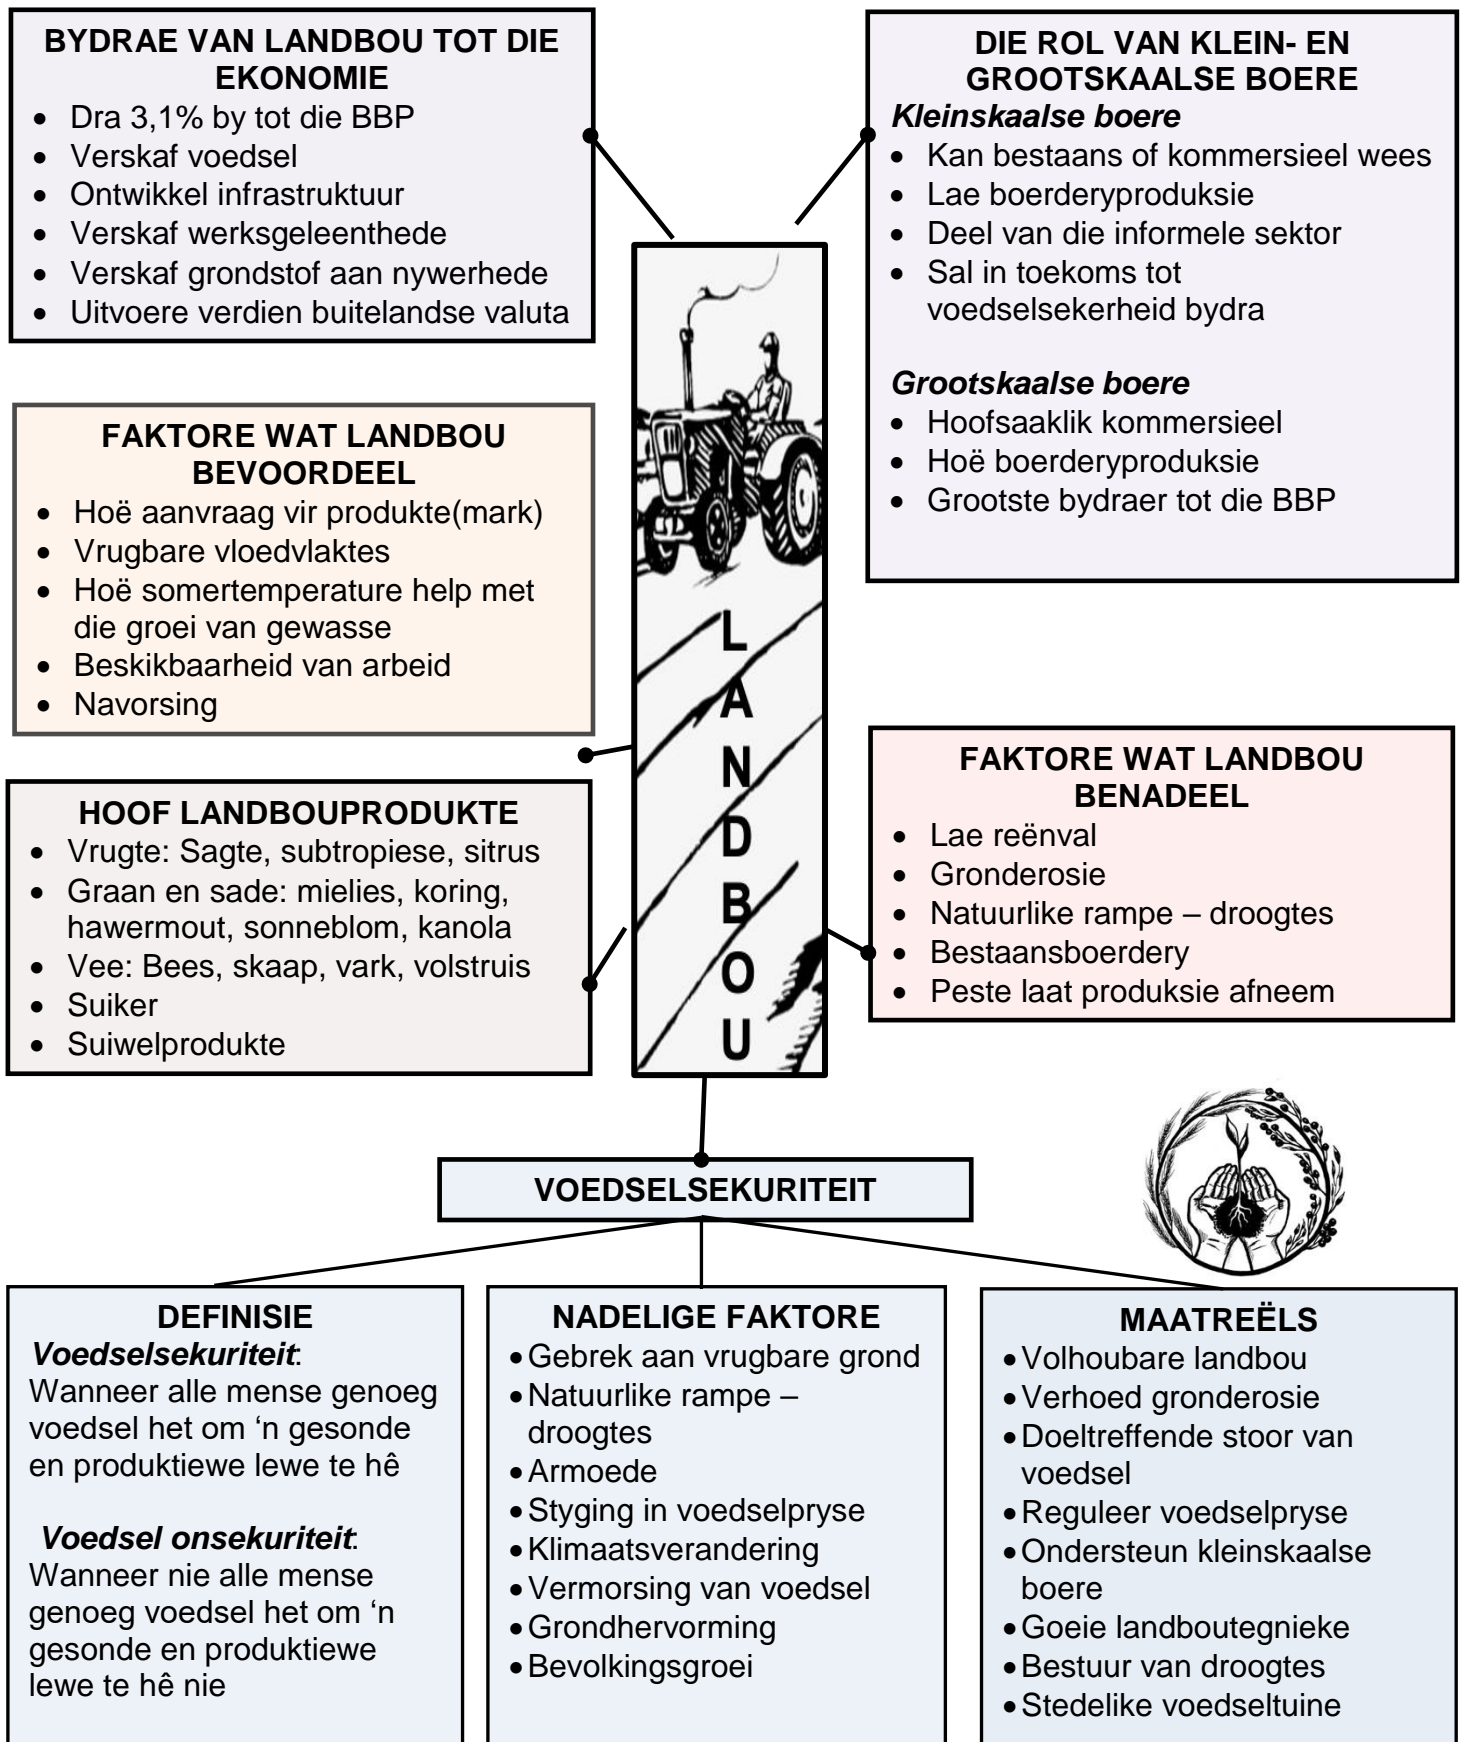 BYDRAE VAN LANDBOU TOT DIE
EKONOMIE
• Dra 3,1% by tot die BBP
• Verskaf voedsel
• Ontwikkel infrastruktuur
• Verskaf werksgeleenthede
• Verskaf grondstof aan nywerhede
• Uitvoere verdien buitelandse valuta
DIE ROL VAN KLEIN- EN
GROOTSKAALSE BOERE
Kleinskaalse boere
• Kan bestaans of kommersieel wees
• Lae boerderyproduksie
• Deel van die informele sektor
• Sal in toekoms tot
voedselsekerheid bydra
Grootskaalse boere
• Hoofsaaklik kommersieel
• Hoë boerderyproduksie
• Grootste bydraer tot die BBP
FAKTORE WAT LANDBOU
BEVOORDEEL
• Hoë aanvraag vir produkte(mark)
• Vrugbare vloedvlaktes
• Hoë somertemperature help met
die groei van gewasse
• Beskikbaarheid van arbeid
• Navorsing
L
A
N
D
B
O
U
FAKTORE WAT LANDBOU
BENADEEL
• Lae reënval
• Gronderosie
• Natuurlike rampe – droogtes
• Bestaansboerdery
• Peste laat produksie afneem
HOOF LANDBOUPRODUKTE
• Vrugte: Sagte, subtropiese, sitrus
• Graan en sade: mielies, koring,
hawermout, sonneblom, kanola
• Vee: Bees, skaap, vark, volstruis
• Suiker
• Suiwelprodukte
VOEDSELSEKURITEIT
DEFINISIE
Voedselsekuriteit:
Wanneer alle mense genoeg
voedsel het om ‘n gesonde
en produktiewe lewe te hê
Voedsel onsekuriteit:
Wanneer nie alle mense
genoeg voedsel het om ‘n
gesonde en produktiewe
lewe te hê nie
NADELIGE FAKTORE
• Gebrek aan vrugbare grond
• Natuurlike rampe –
droogtes
• Armoede
• Styging in voedselpryse
• Klimaatsverandering
• Vermorsing van voedsel
• Grondhervorming
• Bevolkingsgroei
MAATREËLS
• Volhoubare landbou
• Verhoed gronderosie
• Doeltreffende stoor van
voedsel
• Reguleer voedselpryse
• Ondersteun kleinskaalse
boere
• Goeie landboutegnieke
• Bestuur van droogtes
• Stedelike voedseltuine